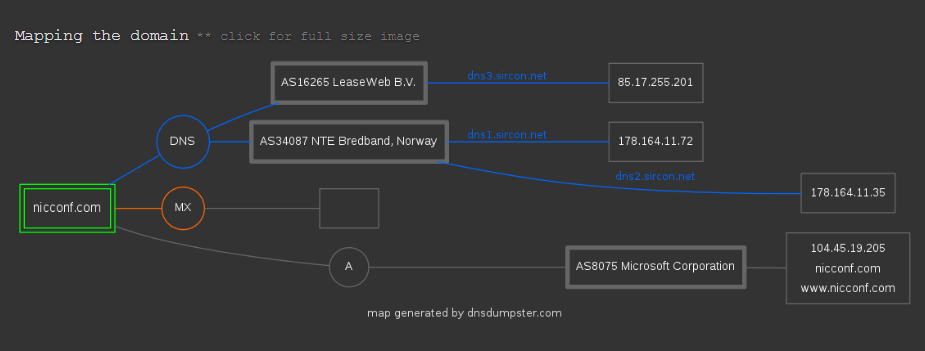 Mapping the domain ** click for full size image
AS16265 LeaseWeb B.V.
dns3.sircon.net
85.17.255.201
DNS
AS34087 NTE Bredband, Norway
dns1.sircon.net
178.164.11.72
dns2.sircon.net
178.164.11.35
nicconf.com
MX
A
AS8075 Microsoft Corporation
104.45.19.205
nicconf.com
www.nicconf.com
map generated by dnsdumpster.com